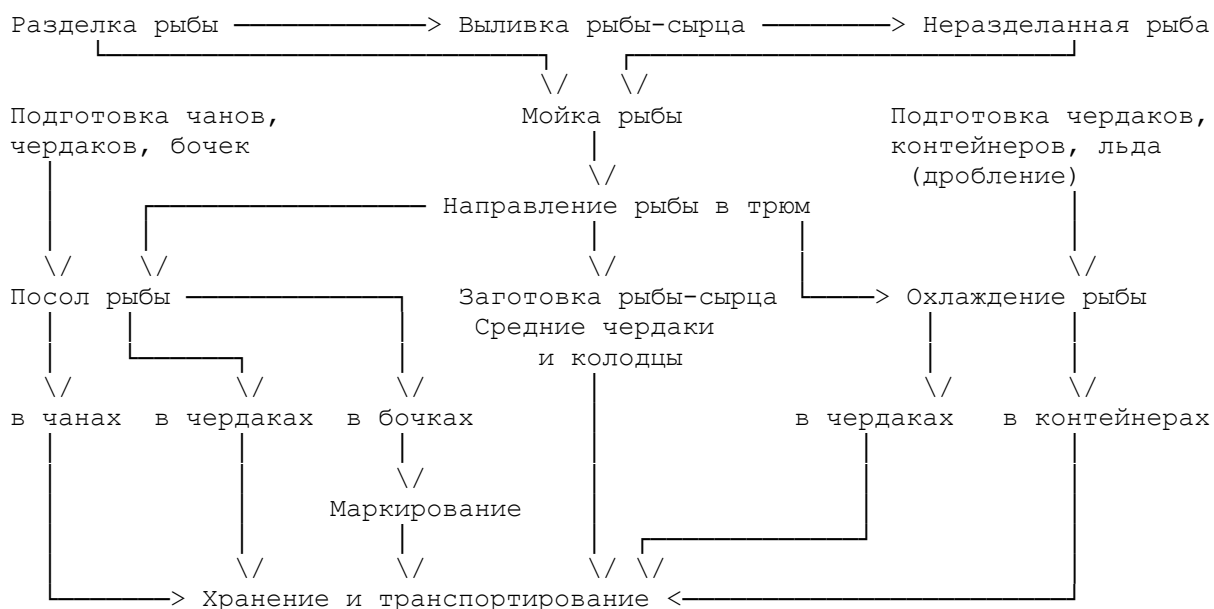 Разделка рыбы ──────────> Выливка рыбы-сырца ────────> Неразделанная рыба
Подготовка чанов, Мойка рыбы Подготовка чердаков,
чердаков, бочек контейнеров, льда
(дробление)
Направление рыбы в трюм
Посол рыбы Заготовка рыбы-сырца Охлаждение рыбы
Средние чердаки
и колодцы
в чанах в чердаках в бочках в чердаках в контейнерах
Маркирование
Хранение и транспортирование